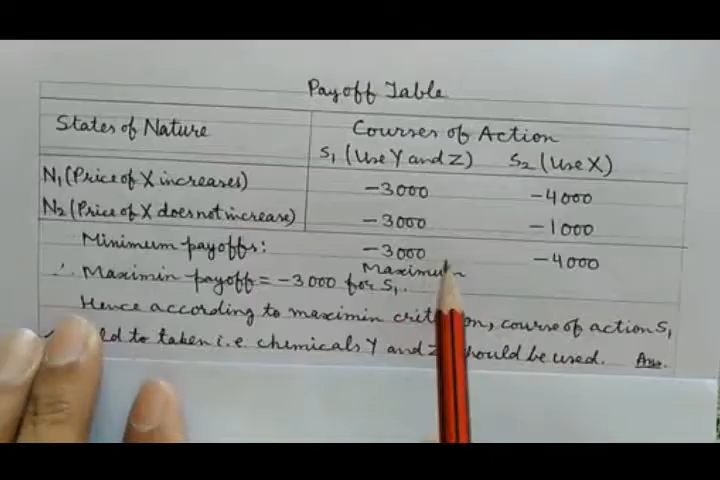 Payoff Table
States of Nature Courses of Action
S1 (Use Y and Z) S2 (Use X)
N1 (Price of X increases) -3000 -4000
N2 (Price of X does not increase) -3000 -1000
Minimum payoffs: -3000 -4000
Maximum
∴ Maximin payoff = -3000 for S1.
Hence according to maximin criterion, course of action S1
to taken i.e. chemicals Y and Z should be used. Ans.